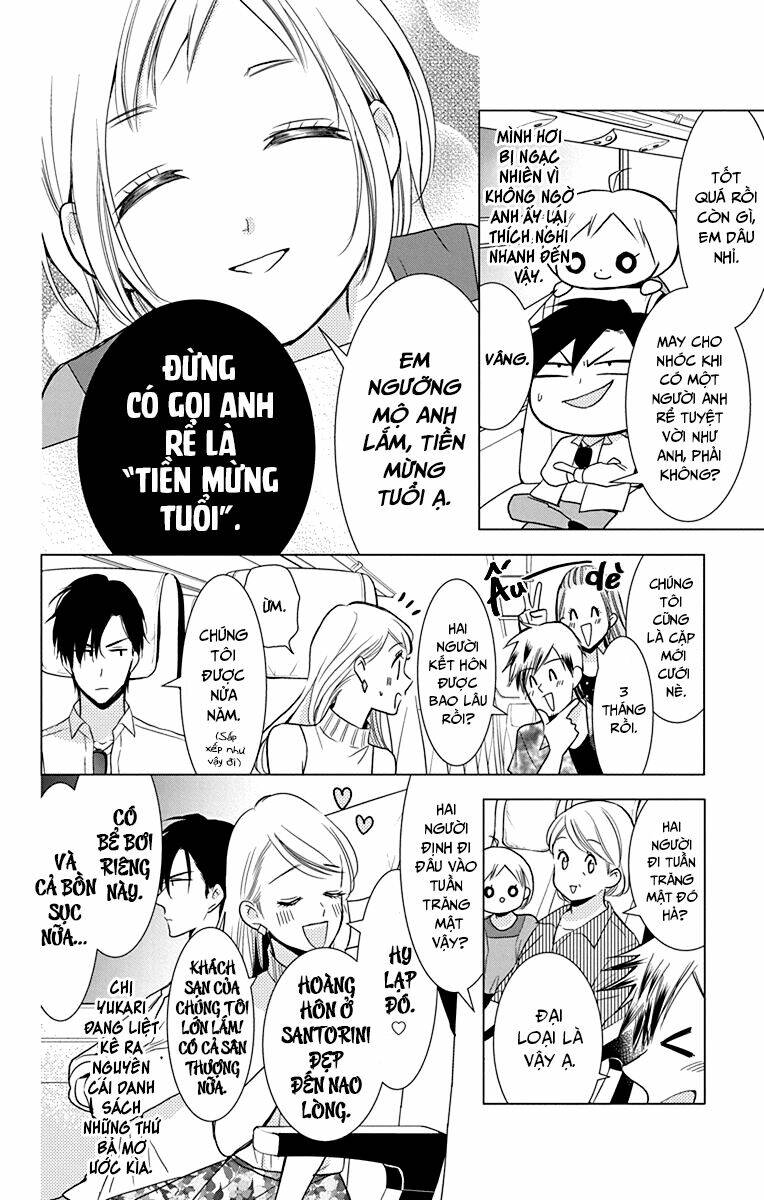 TỐT
QUÁ RỒI
CÒN GÌ,
EM DÂU
NHỈ.
MAY CHO
NHÓC KHI
CÓ MỘT
NGƯỜI ANH
RỂ TUYỆT
VỜI NHƯ
ANH, PHẢI
KHÔNG?
MÌNH HƠI
BỊ NGẠC
NHIÊN VÌ
KHÔNG NGỜ
ANH ẤY LẠI
THÍCH NGHI
NHANH ĐẾN
VẬY.
VÂNG.
EM
NGƯỠNG
MỘ ANH
LẮM, TIỀN
MỪNG
TUỔI Ạ.
ĐỪNG
CÓ GỌI ANH
RỂ LÀ
"TIỀN MỪNG
TUỔI".
CHÚNG TÔI
CŨNG
LÀ CẶP
MỚI
CƯỚI
NÈ.
3
THÁNG
RỒI.
Âu dè
HAI
NGƯỜI
KẾT HÔN
ĐƯỢC
BAO LÂU
RỒI?
ỪM.
CHÚNG
TÔI
ĐƯỢC
NỬA
NĂM.
(Sắp
xếp như
vậy đi)
HAI
NGƯỜI
ĐI TUẦN
TRĂNG
MẬT ĐÓ
HẢ?
ĐẠI
LOẠI LÀ
VẬY Ạ.
HAI
NGƯỜI
ĐỊNH ĐI
ĐÂU VÀO
TUẦN
TRĂNG
MẬT VẬY?
HY
LẠP
ĐÓ.
HOÀNG
HÔN Ở
SANTORINI
ĐẸP
ĐẾN NAO
LÒNG.
KHÁCH
SẠN CỦA
CHÚNG TÔI
LỚN LẮM!
CÓ CẢ SÂN
THƯỢNG
NỮA.
CÓ
BỂ BƠI
RIÊNG
NÀY.
VÀ
CẢ BỒN
SỤC
NỮA...
CHỊ
YUKARI
ĐANG LIỆT
KÊ RA
NGUYÊN
CÁI DANH
SÁCH
NHỮNG THỨ
BẢ MƠ
ƯỚC KÌA.